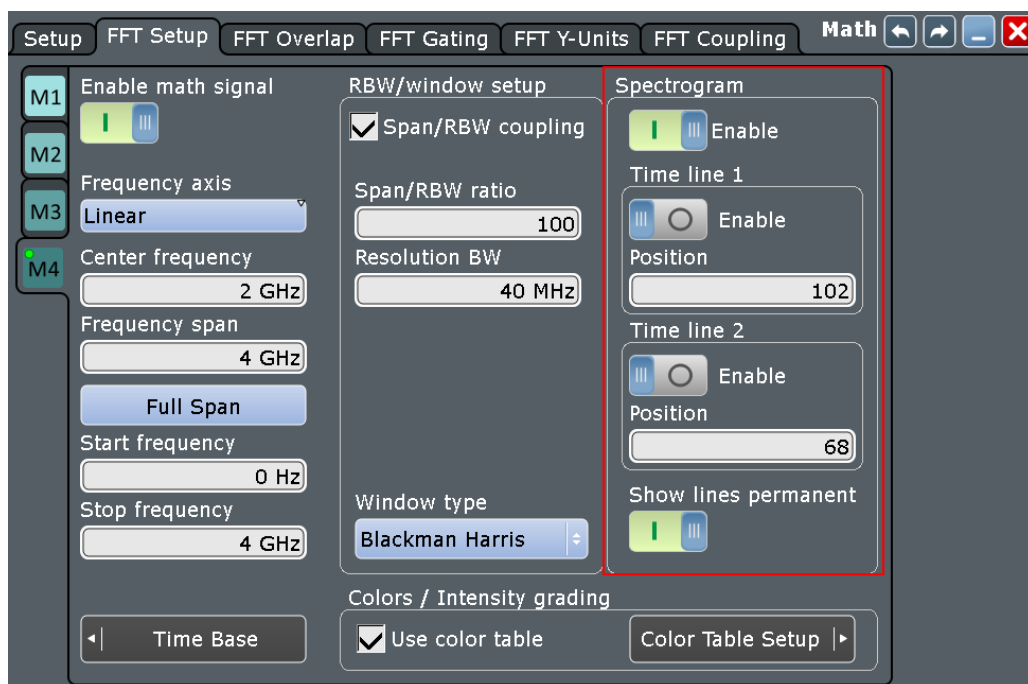 Setup FFT Setup FFT Overlap FFT Gating FFT Y-Units FFT Coupling Math
M1
M2
M3
M4
Enable math signal
Frequency axis
Linear
Center frequency
2 GHz
Frequency span
4 GHz
Full Span
Start frequency
0 Hz
Stop frequency
4 GHz
Time Base
RBW/window setup
Span/RBW coupling
Span/RBW ratio
100
Resolution BW
40 MHz
Window type
Blackman Harris
Spectrogram
Enable
Time line 1
Enable
Position
102
Time line 2
Enable
Position
68
Show lines permanent
Colors / Intensity grading
Use color table
Color Table Setup